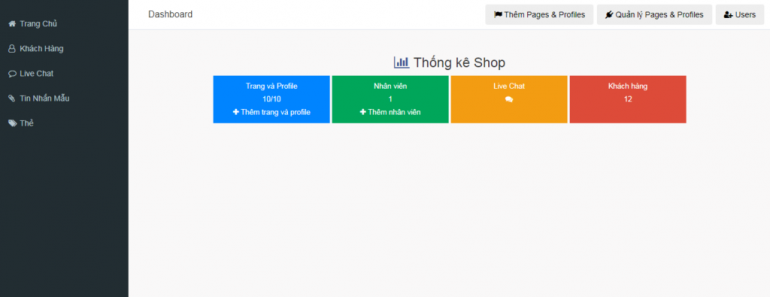 Dashboard
Thêm Pages & Profiles
Quản lý Pages & Profiles
Users
Trang Chủ
Khách Hàng
Live Chat
Tin Nhắn Mẫu
Thẻ
Thống kê Shop
Trang và Profile
10/10
Thêm trang và profile
Nhân viên
1
Thêm nhân viên
Live Chat
Khách hàng
12